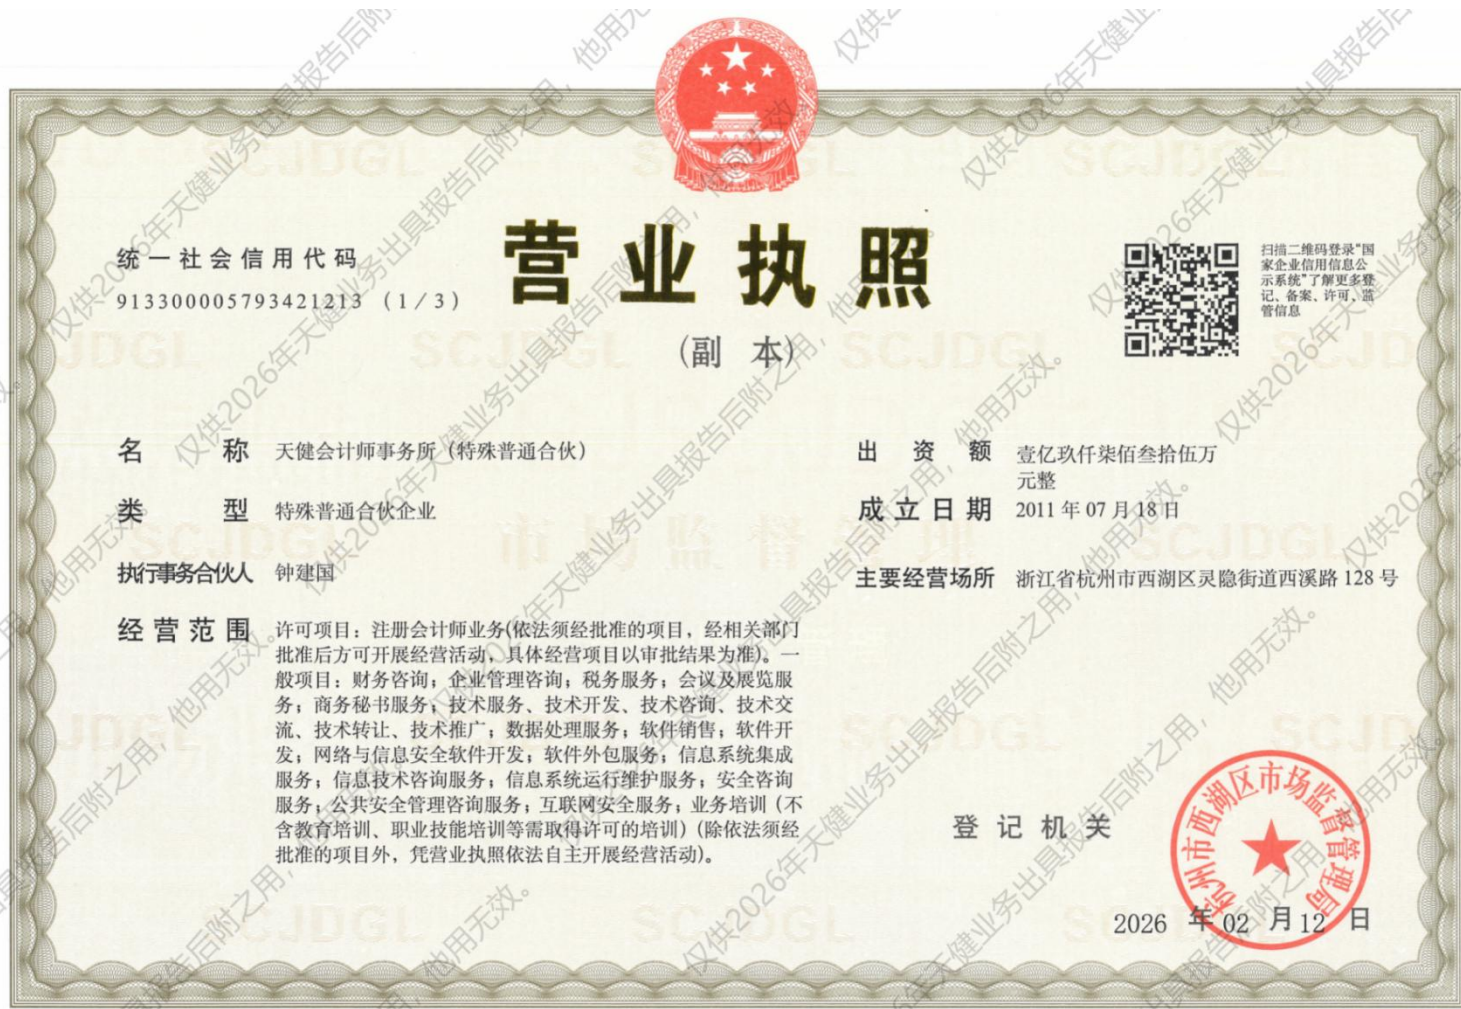 营业执照
（副 本）
统一社会信用代码
913300005793421213（1/3）
扫描二维码登录“国
家企业信用信息公
示系统”了解更多登
记、备案、许可、监
管信息
名 称 天健会计师事务所（特殊普通合伙）
类 型 特殊普通合伙企业
执行事务合伙人 钟建国
经营范围 许可项目：注册会计师业务(依法须经批准的项目，经相关部门
批准后方可开展经营活动，具体经营项目以审批结果为准)。一
般项目：财务咨询；企业管理咨询；税务服务；会议及展览服
务；商务秘书服务；技术服务、技术开发、技术咨询、技术交
流、技术转让、技术推广；数据处理服务；软件销售；软件开
发；网络与信息安全软件开发；软件外包服务；信息系统集成
服务；信息技术咨询服务；信息系统运行维护服务；安全咨询
服务；公共安全管理咨询服务；互联网安全服务；业务培训（不
含教育培训、职业技能培训等需取得许可的培训）(除依法须经
批准的项目外，凭营业执照依法自主开展经营活动)。
出 资 额 壹亿玖仟柒佰叁拾伍万
元整
成立日期 2011 年 07 月 18 日
主要经营场所 浙江省杭州市西湖区灵隐街道西溪路 128 号
登记机关
杭州市西湖区市场监督管理局
2026 年 02 月 12 日
仅供2026年天健业务出具报告后附之用，他用无效。
SCJDGL
市场监督管理